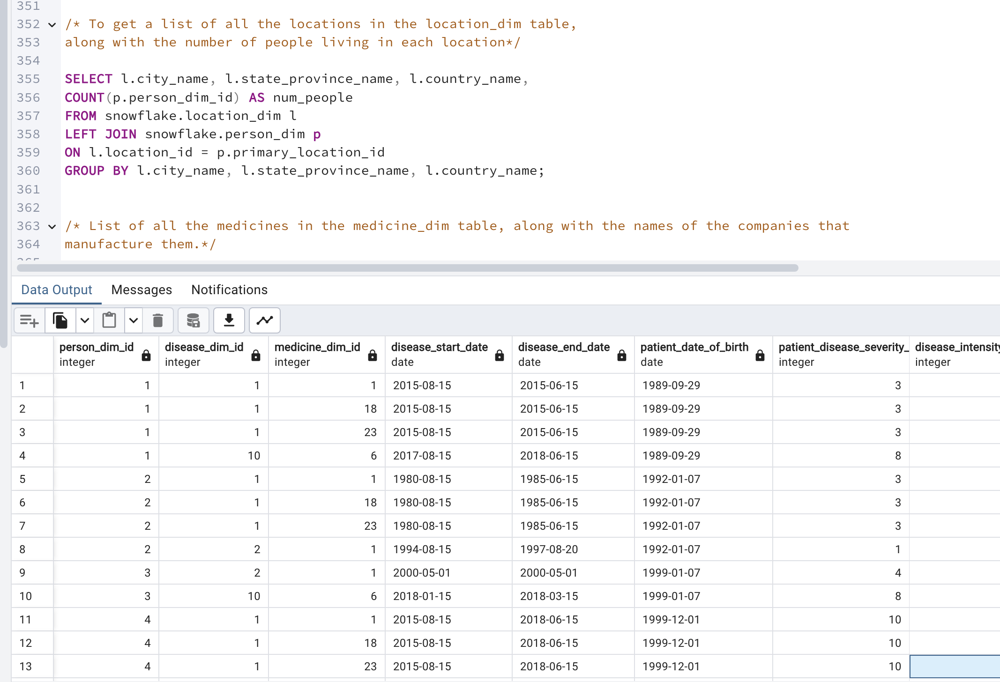 351
352 /* To get a list of all the locations in the location_dim table,
353 along with the number of people living in each location*/
354
355 SELECT l.city_name, l.state_province_name, l.country_name,
356 COUNT(p.person_dim_id) AS num_people
357 FROM snowflake.location_dim l
358 LEFT JOIN snowflake.person_dim p
359 ON l.location_id = p.primary_location_id
360 GROUP BY l.city_name, l.state_province_name, l.country_name;
361
362
363 /* List of all the medicines in the medicine_dim table, along with the names of the companies that
364 manufacture them.*/
365
Data Output Messages Notifications
person_dim_id disease_dim_id medicine_dim_id disease_start_date disease_end_date patient_date_of_birth patient_disease_severity_ disease_intensity
integer integer integer date date date integer integer
1 1 1 1 2015-08-15 2015-06-15 1989-09-29 3
2 1 1 18 2015-08-15 2015-06-15 1989-09-29 3
3 1 1 23 2015-08-15 2015-06-15 1989-09-29 3
4 1 10 6 2017-08-15 2018-06-15 1989-09-29 8
5 2 1 1 1980-08-15 1985-06-15 1992-01-07 3
6 2 1 18 1980-08-15 1985-06-15 1992-01-07 3
7 2 1 23 1980-08-15 1985-06-15 1992-01-07 3
8 2 2 1 1994-08-15 1997-08-20 1992-01-07 1
9 3 2 1 2000-05-01 2000-05-01 1999-01-07 4
10 3 10 6 2018-01-15 2018-03-15 1999-01-07 8
11 4 1 1 2015-08-15 2018-06-15 1999-12-01 10
12 4 1 18 2015-08-15 2018-06-15 1999-12-01 10
13 4 1 23 2015-08-15 2018-06-15 1999-12-01 10